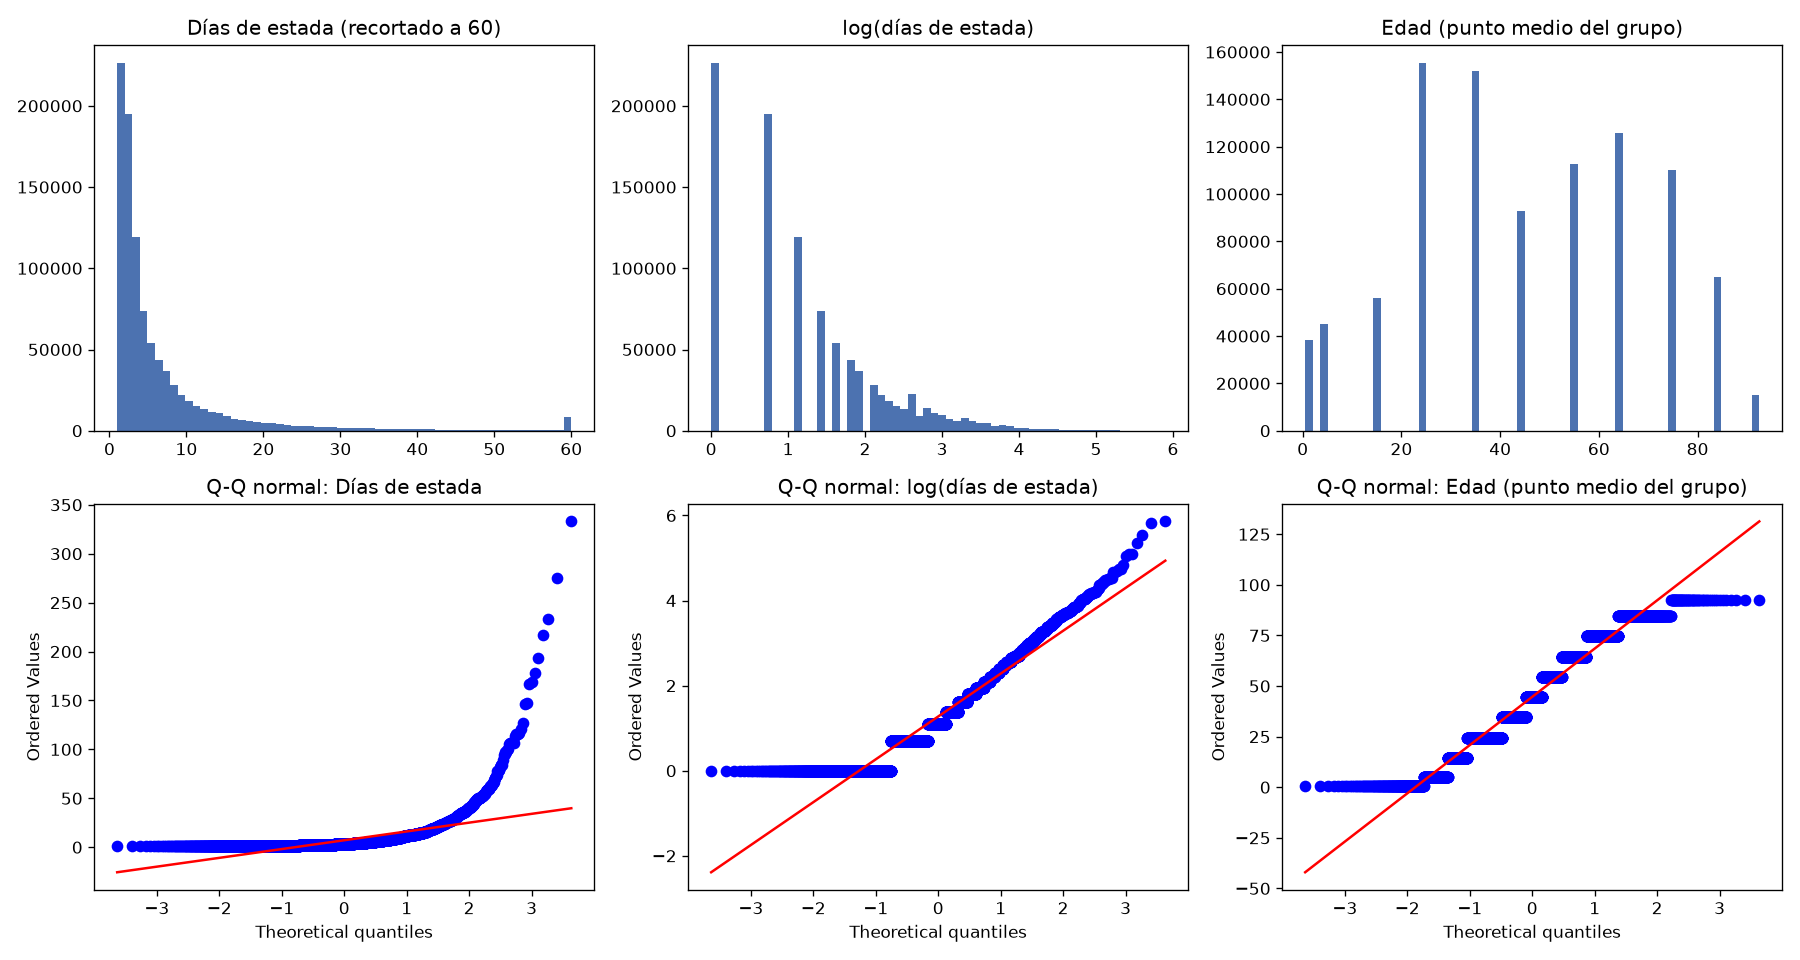 Días de estada (recortado a 60)
200000
150000
100000
50000
0
0 10 20 30 40 50 60
log(días de estada)
200000
150000
100000
50000
0
0 1 2 3 4 5 6
Edad (punto medio del grupo)
160000
140000
120000
100000
80000
60000
40000
20000
0
0 20 40 60 80
Q-Q normal: Días de estada
Ordered Values
350
300
250
200
150
100
50
0
−3 −2 −1 0 1 2 3
Theoretical quantiles
Q-Q normal: log(días de estada)
Ordered Values
6
4
2
0
−2
−3 −2 −1 0 1 2 3
Theoretical quantiles
Q-Q normal: Edad (punto medio del grupo)
Ordered Values
125
100
75
50
25
0
−25
−50
−3 −2 −1 0 1 2 3
Theoretical quantiles